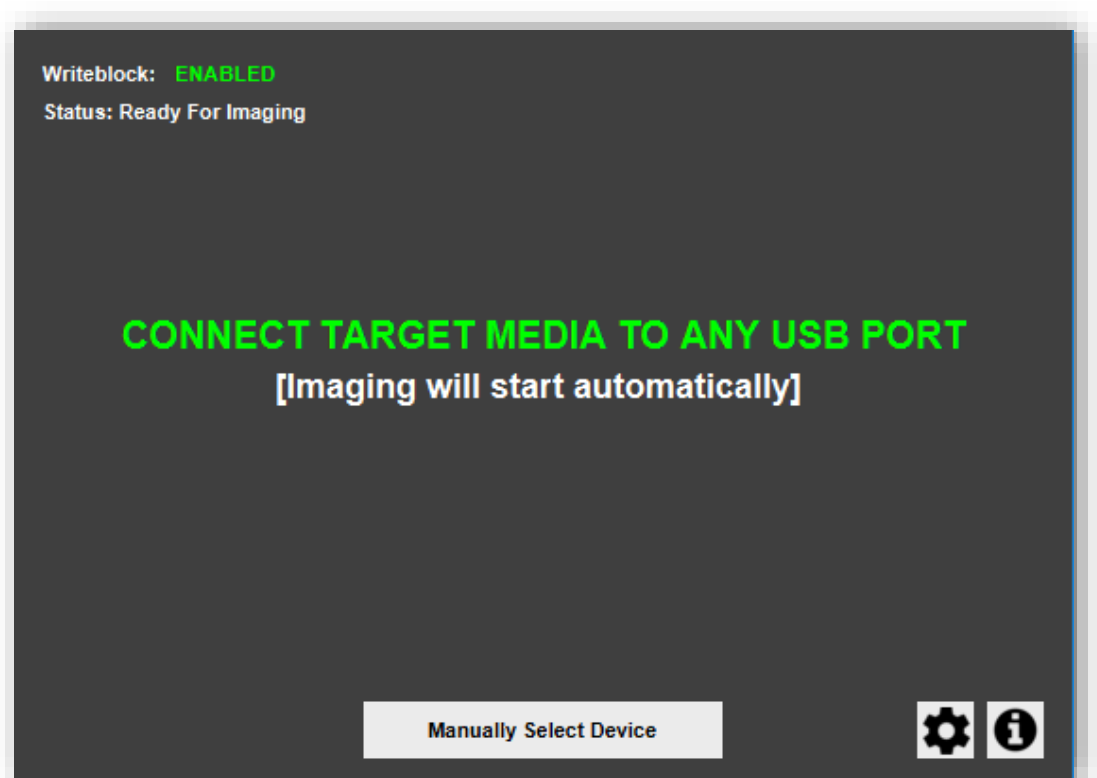 Writeblock: ENABLED
Status: Ready For Imaging
CONNECT TARGET MEDIA TO ANY USB PORT
[Imaging will start automatically]
Manually Select Device